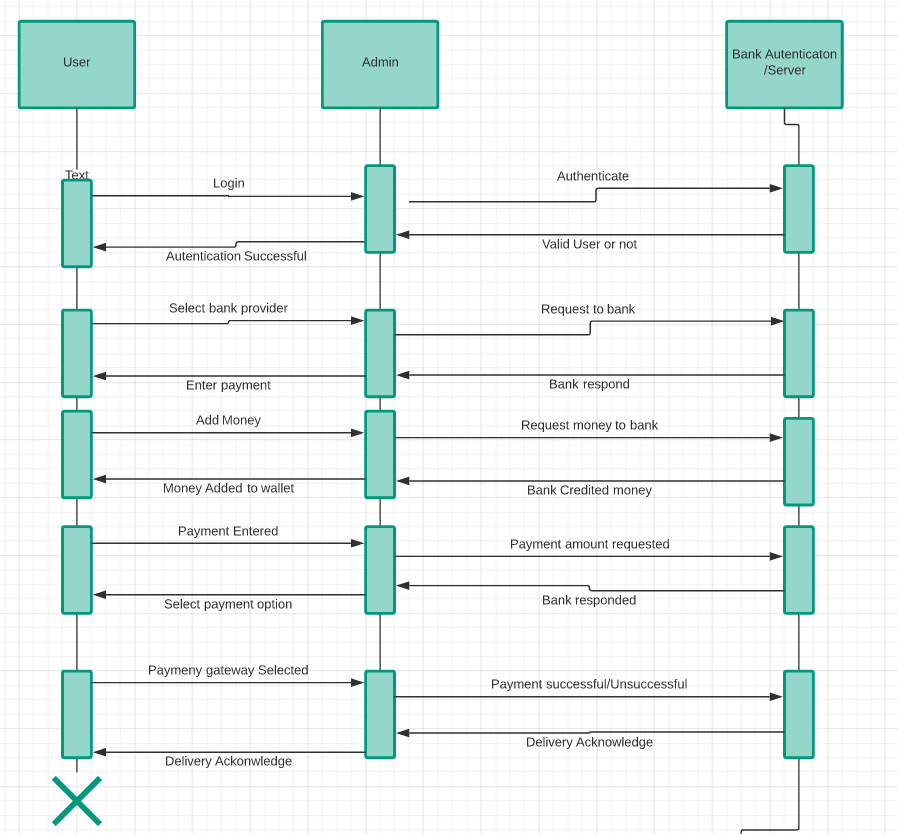 User
Admin
Bank Autenticaton
/Server
Text
Login
Authenticate
Valid User or not
Autentication Successful
Select bank provider
Request to bank
Enter payment
Bank respond
Add Money
Request money to bank
Money Added to wallet
Bank Credited money
Payment Entered
Payment amount requested
Select payment option
Bank responded
Paymeny gateway Selected
Payment successful/Unsuccessful
Delivery Acknowledge
Delivery Ackonwledge